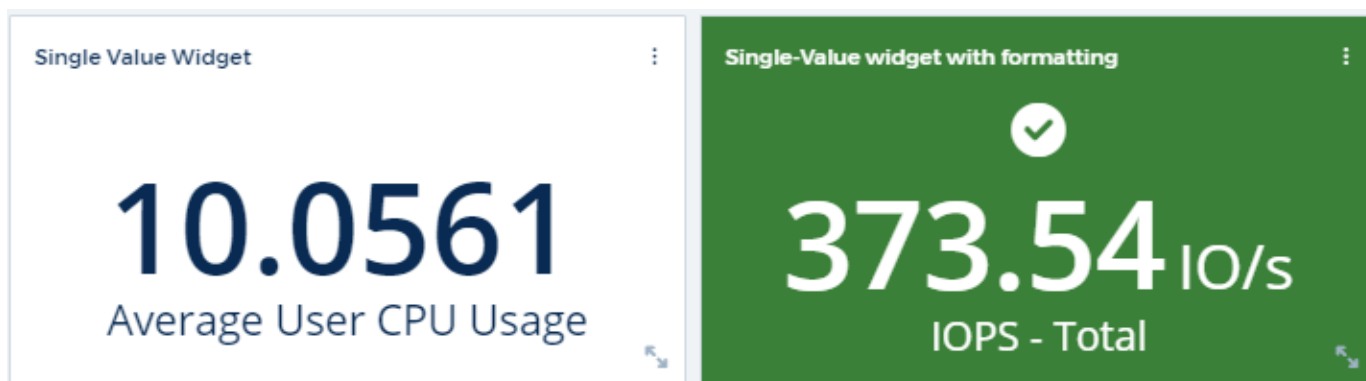 Single Value Widget
10.0561
Average User CPU Usage
Single-Value widget with formatting
373.54 IO/s
IOPS - Total